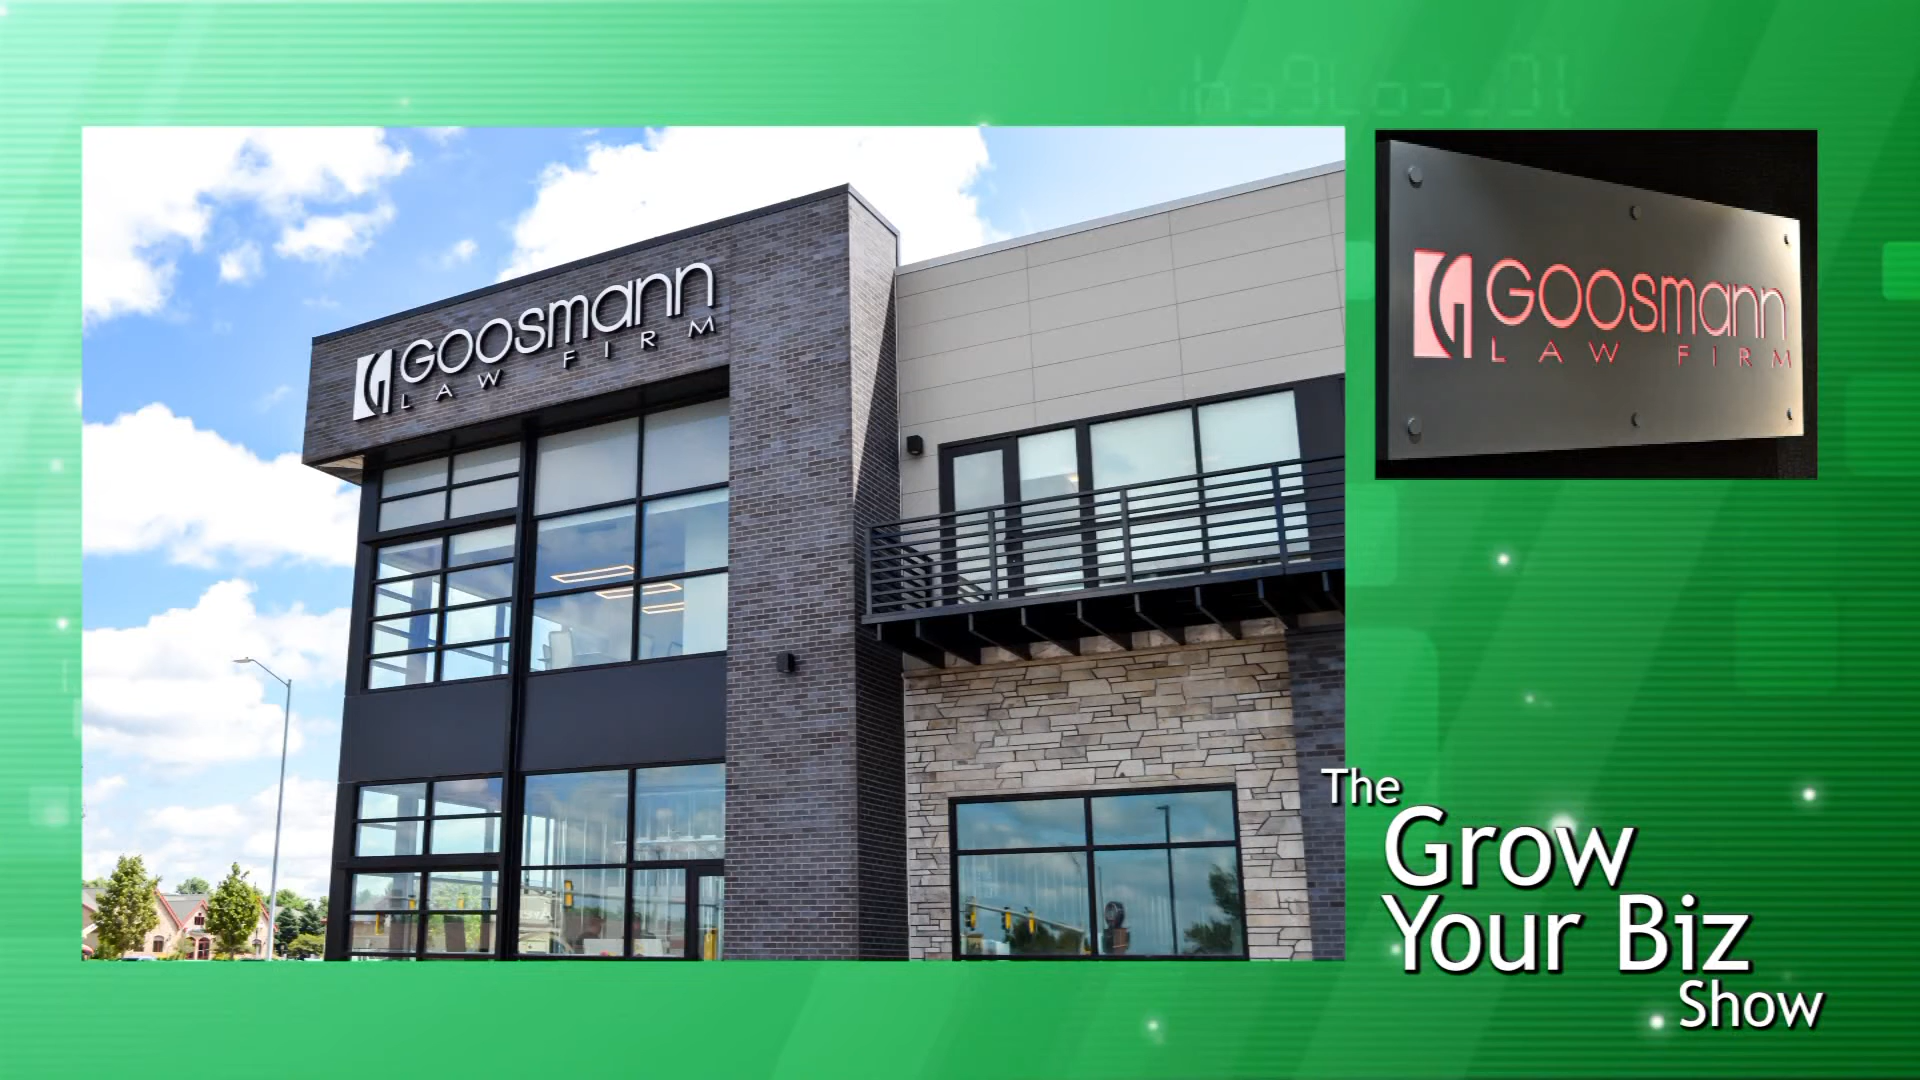 GOOSMANN
LAW FIRM
GOOSMANN
LAW FIRM
The
Grow
Your Biz
Show